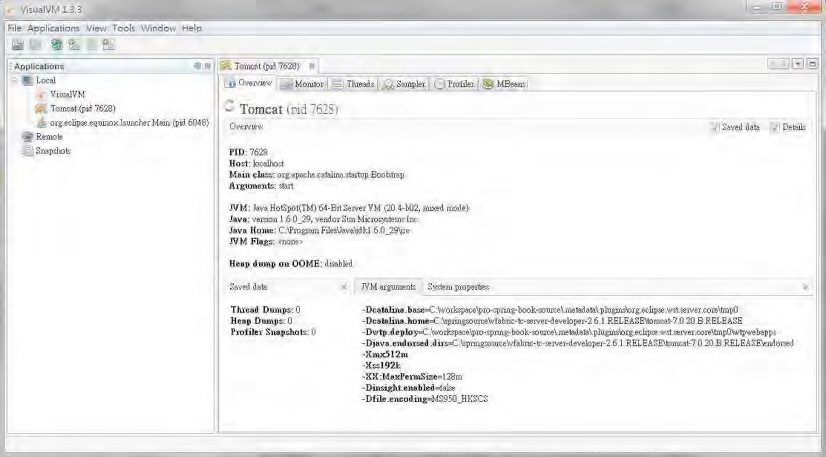 VisualVM 1.3.3
File Applications View Tools Window Help
Applications
Local
VisualVM
Tomcat (pid 7628)
org.eclipse.equinox.launcher.Main (pid 6048)
Remote
Snapshots
Tomcat (pid 7628)
Overview Monitor Threads Sampler Profiler MBeans
Tomcat (pid 7628)
Overview
Saved data Details
PID: 7628
Host: localhost
Main class: org.apache.catalina.startup.Bootstrap
Arguments: start
JVM: Java HotSpot(TM) 64-Bit Server VM (20.4-b02, mixed mode)
Java: version 1.6.0_29, vendor Sun Microsystems Inc.
Java Home: C:\Program Files\Java\jdk1.6.0_29\jre
JVM Flags: <none>
Heap dump on OOME: disabled
Saved data
JVM arguments System properties
Thread Dumps: 0
Heap Dumps: 0
Profiler Snapshots: 0
-Dcatalina.base=C:\workspace\pro-spring-book-source\.metadata\.plugins\org.eclipse.wst.server.core\tmp0
-Dcatalina.home=C:\springsource\vfabric-tc-server-developer-2.6.1.RELEASE\tomcat-7.0.20.B.RELEASE
-Dwtp.deploy=C:\workspace\pro-spring-book-source\.metadata\.plugins\org.eclipse.wst.server.core\tmp0\wtpwebapps
-Djava.endorsed.dirs=C:\springsource\vfabric-tc-server-developer-2.6.1.RELEASE\tomcat-7.0.20.B.RELEASE\endorsed
-Xmx512m
-Xss192k
-XX:MaxPermSize=128m
-Dinsight.enabled=false
-Dfile.encoding=MS950_HKSCS